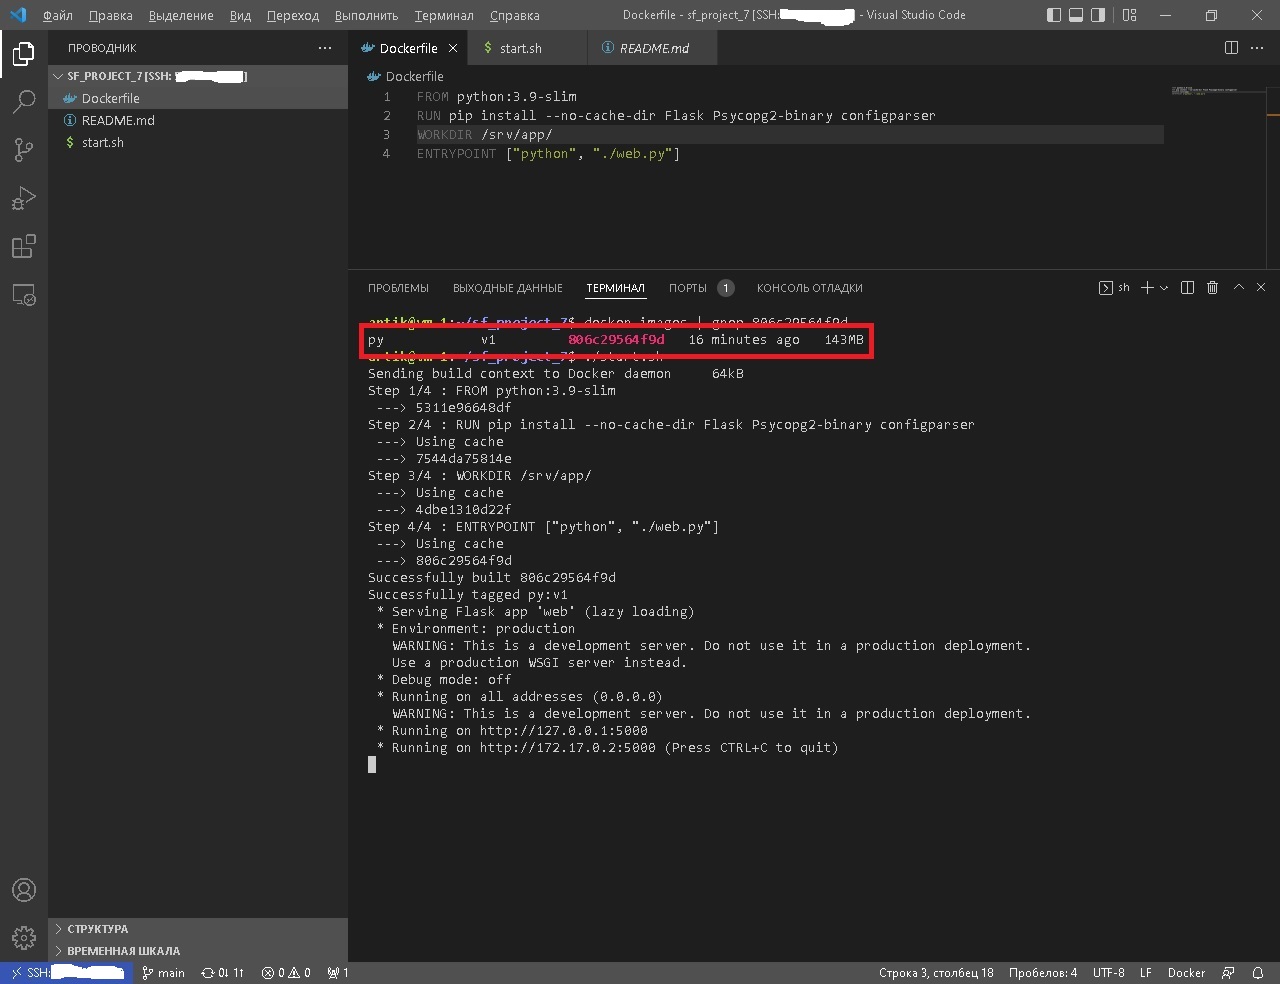 Файл Правка Выделение Вид Переход Выполнить Терминал Справка Dockerfile - sf_project_7 [SSH: - Visual Studio Code
ПРОВОДНИК
SF_PROJECT_7 [SSH: ]
Dockerfile
README.md
start.sh
СТРУКТУРА
ВРЕМЕННАЯ ШКАЛА
Dockerfile start.sh README.md
Dockerfile
1 FROM python:3.9-slim
2 RUN pip install --no-cache-dir Flask Psycopg2-binary configparser
3 WORKDIR /srv/app/
4 ENTRYPOINT ["python", "./web.py"]
ПРОБЛЕМЫ ВЫХОДНЫЕ ДАННЫЕ ТЕРМИНАЛ ПОРТЫ 1 КОНСОЛЬ ОТЛАДКИ sh
antik@vm-1:~/sf_project_7$ docker images | grep 806c29564f9d
py v1 806c29564f9d 16 minutes ago 143MB
antik@vm-1:~/sf_project_7$ ./start.sh
Sending build context to Docker daemon 64kB
Step 1/4 : FROM python:3.9-slim
---> 5311e96648df
Step 2/4 : RUN pip install --no-cache-dir Flask Psycopg2-binary configparser
---> Using cache
---> 7544da75814e
Step 3/4 : WORKDIR /srv/app/
---> Using cache
---> 4dbe1310d22f
Step 4/4 : ENTRYPOINT ["python", "./web.py"]
---> Using cache
---> 806c29564f9d
Successfully built 806c29564f9d
Successfully tagged py:v1
* Serving Flask app 'web' (lazy loading)
* Environment: production
WARNING: This is a development server. Do not use it in a production deployment.
Use a production WSGI server instead.
* Debug mode: off
* Running on all addresses (0.0.0.0)
WARNING: This is a development server. Do not use it in a production deployment.
* Running on http://127.0.0.1:5000
* Running on http://172.17.0.2:5000 (Press CTRL+C to quit)
SSH: main 0↓ 1↑ 0 0 1 Строка 3, столбец 18 Пробелов: 4 UTF-8 LF Docker